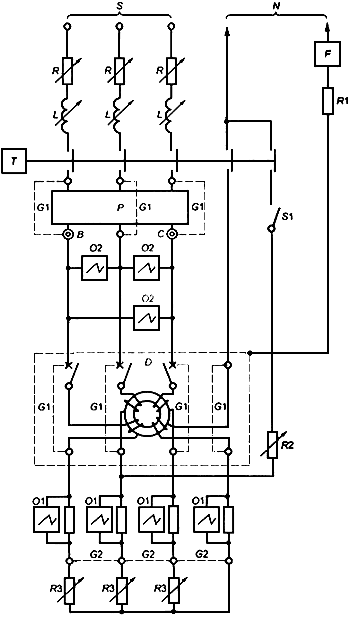 S N
R R R F
L L L R1
T
G1 P G1 G1 S1
B C
O2 O2
O2
D
G1 G1 G1 G1
R2
O1 O1 O1 O1
G2 G2 G2
R3 R3 R3